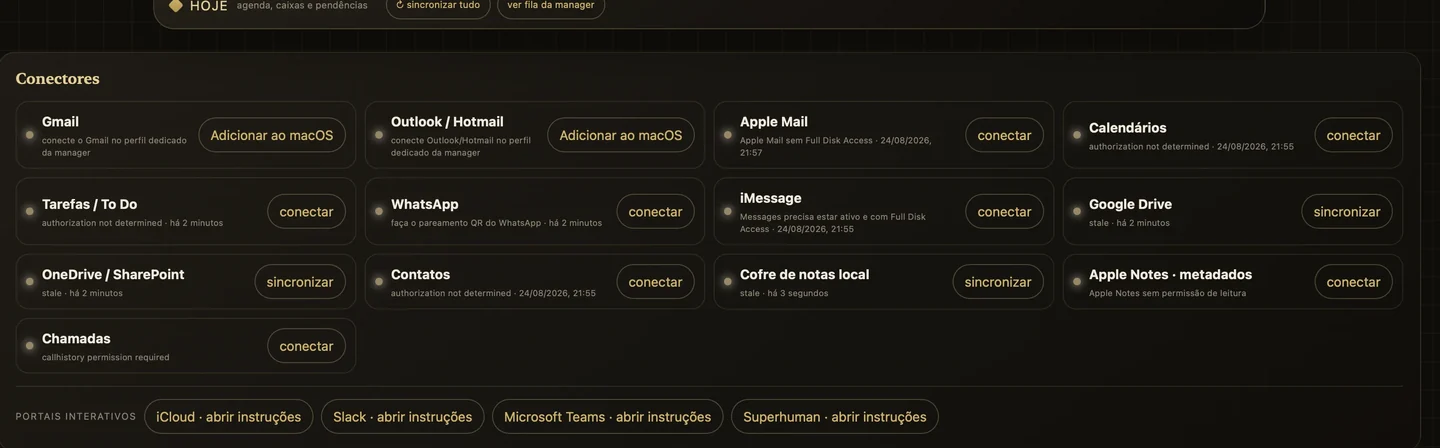 HOJE agenda, caixas e pendências ↻ sincronizar tudo ver fila da manager
Conectores
Gmail
conecte o Gmail no perfil dedicado
da manager
Adicionar ao macOS
Outlook / Hotmail
conecte Outlook/Hotmail no perfil
dedicado da manager
Adicionar ao macOS
Apple Mail
Apple Mail sem Full Disk Access · 24/08/2026,
21:57
conectar
Calendários
authorization not determined · 24/08/2026, 21:55
conectar
Tarefas / To Do
authorization not determined · há 2 minutos
conectar
WhatsApp
faça o pareamento QR do WhatsApp · há 2 minutos
conectar
iMessage
Messages precisa estar ativo e com Full Disk
Access · 24/08/2026, 21:55
conectar
Google Drive
stale · há 2 minutos
sincronizar
OneDrive / SharePoint
stale · há 2 minutos
sincronizar
Contatos
authorization not determined · 24/08/2026, 21:55
conectar
Cofre de notas local
stale · há 3 segundos
sincronizar
Apple Notes · metadados
Apple Notes sem permissão de leitura
conectar
Chamadas
callhistory permission required
conectar
PORTAIS INTERATIVOS iCloud · abrir instruções Slack · abrir instruções Microsoft Teams · abrir instruções Superhuman · abrir instruções